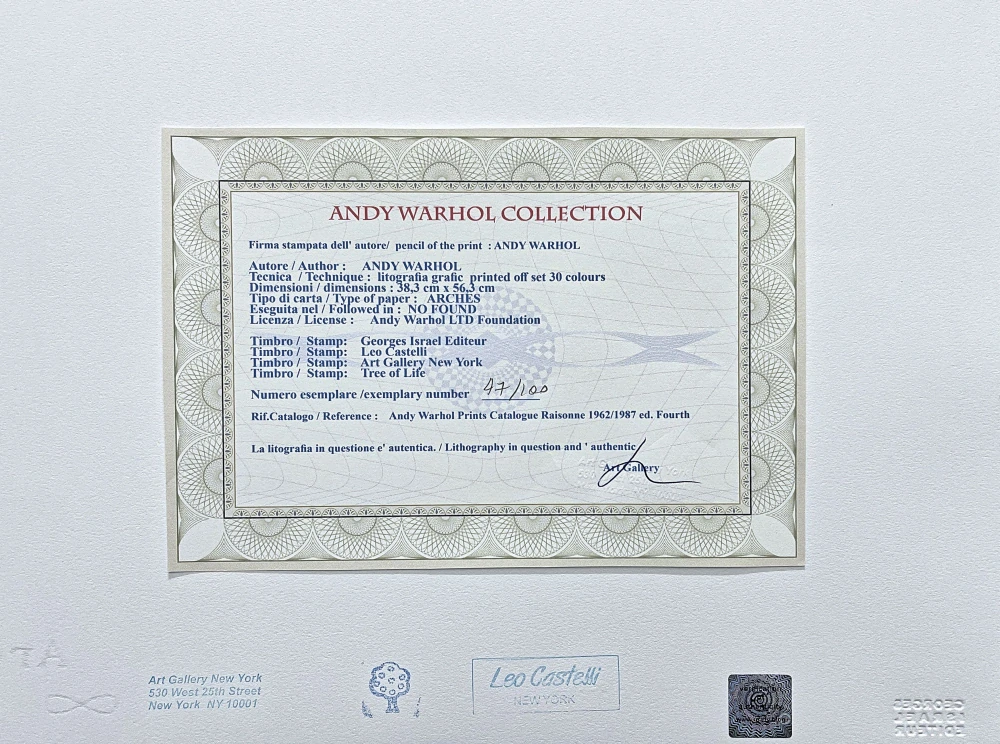 ANDY WARHOL COLLECTION
Firma stampata dell' autore/ pencil of the print : ANDY WARHOL
Autore / Author : ANDY WARHOL
Tecnica / Technique : litografia grafic printed off set 30 colours
Dimensioni / dimensions : 38,3 cm x 56,3 cm
Tipo di carta / Type of paper : ARCHES
Eseguita nel / Followed in : NO FOUND
Licenza / License : Andy Warhol LTD Foundation
Timbro / Stamp: Georges Israel Editeur
Timbro / Stamp: Leo Castelli
Timbro / Stamp: Art Gallery New York
Timbro / Stamp: Tree of Life
Numero esemplare /exemplary number 47/100
Rif.Catalogo / Reference : Andy Warhol Prints Catalogue Raisonne 1962/1987 ed. Fourth
La litografia in questione e' autentica. / Lithography in question and ' authentic
Art Gallery
Art Gallery New York
530 West 25th Street
New York NY 10001
Leo Castelli
NEW YORK
GEORGES
ISRAEL
EDITEUR